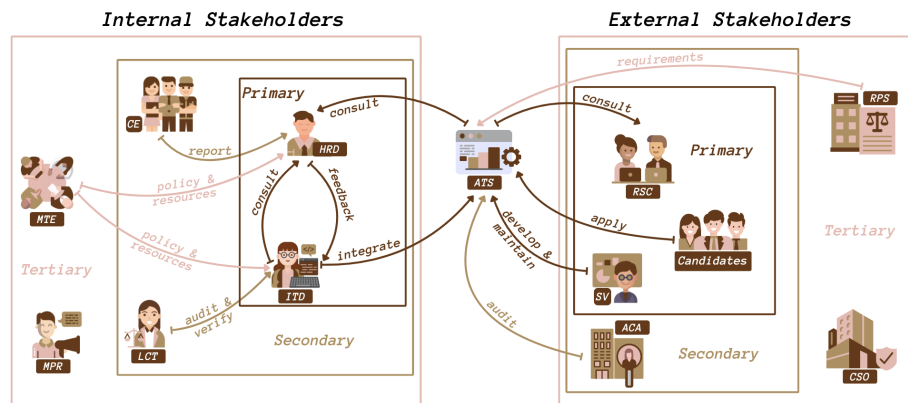 Internal Stakeholders
External Stakeholders
requirements
Primary
consult
consult
RPS
CE
HRD
report
Primary
ATS
RSC
MTE
policy &
resources
consult
feedback
apply
Candidates
policy &
resources
integrate
develop &
maintain
Tertiary
Tertiary
</>
ITD
SV
audit &
verify
audit
ACA
Secondary
Secondary
LCT
MPR
CSO